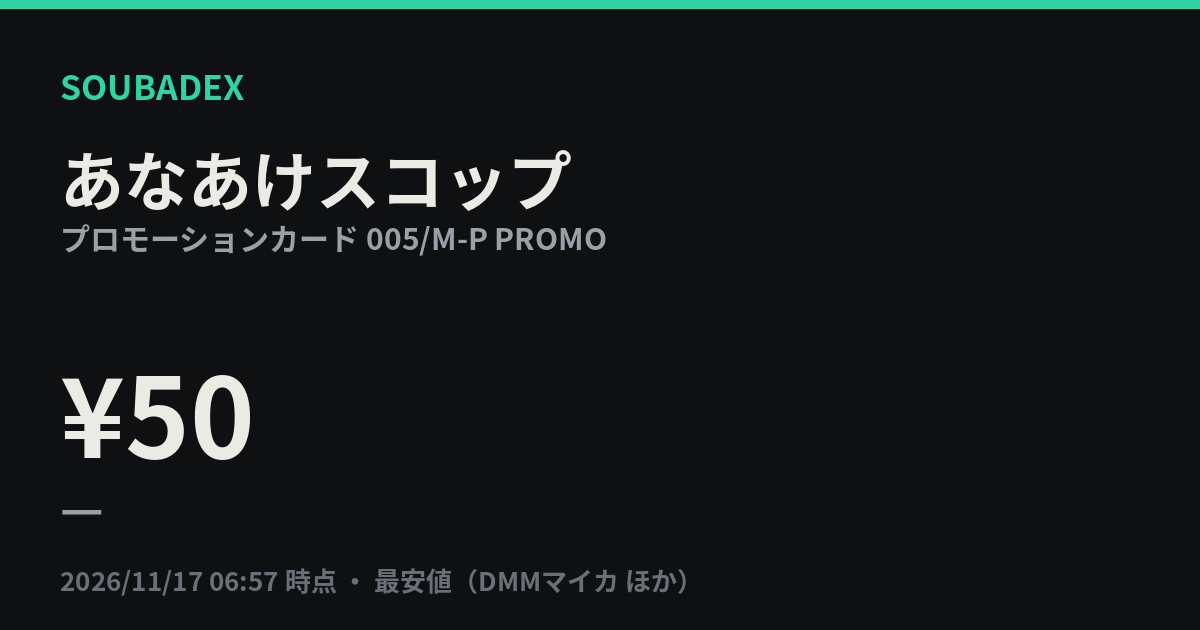 SOUBADEX
あなあけスコップ
プロモーションカード 005/M-P PROMO
¥50
—
2026/11/17 06:57 時点 ・ 最安値（DMMマイカ ほか）